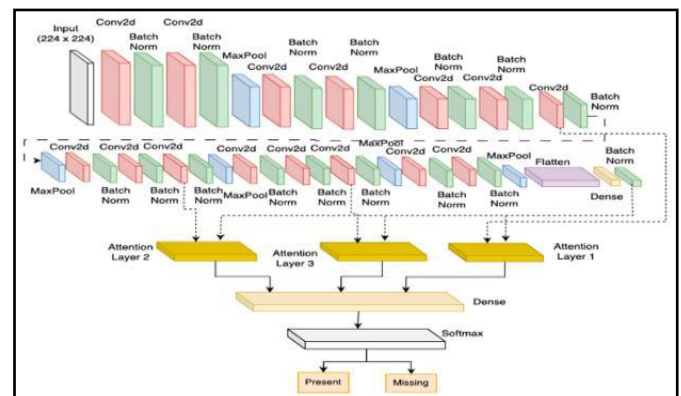 Input
(224 x 224)
Conv2d
Batch
Norm
Conv2d
Batch
Norm
MaxPool
Conv2d
Batch
Norm
Conv2d
Batch
Norm
MaxPool
Conv2d
Batch
Norm
Conv2d
Batch
Norm
Conv2d
Batch
Norm
MaxPool
Conv2d
Batch
Norm
Conv2d
Batch
Norm
Conv2d
Batch
Norm
MaxPool
Conv2d
Batch
Norm
Conv2d
Batch
Norm
MaxPool
Conv2d
Batch
Norm
Conv2d
Batch
Norm
MaxPool
Flatten
Dense
Batch
Norm
Attention
Layer 2
Attention
Layer 3
Attention
Layer 1
Dense
Softmax
Present
Missing